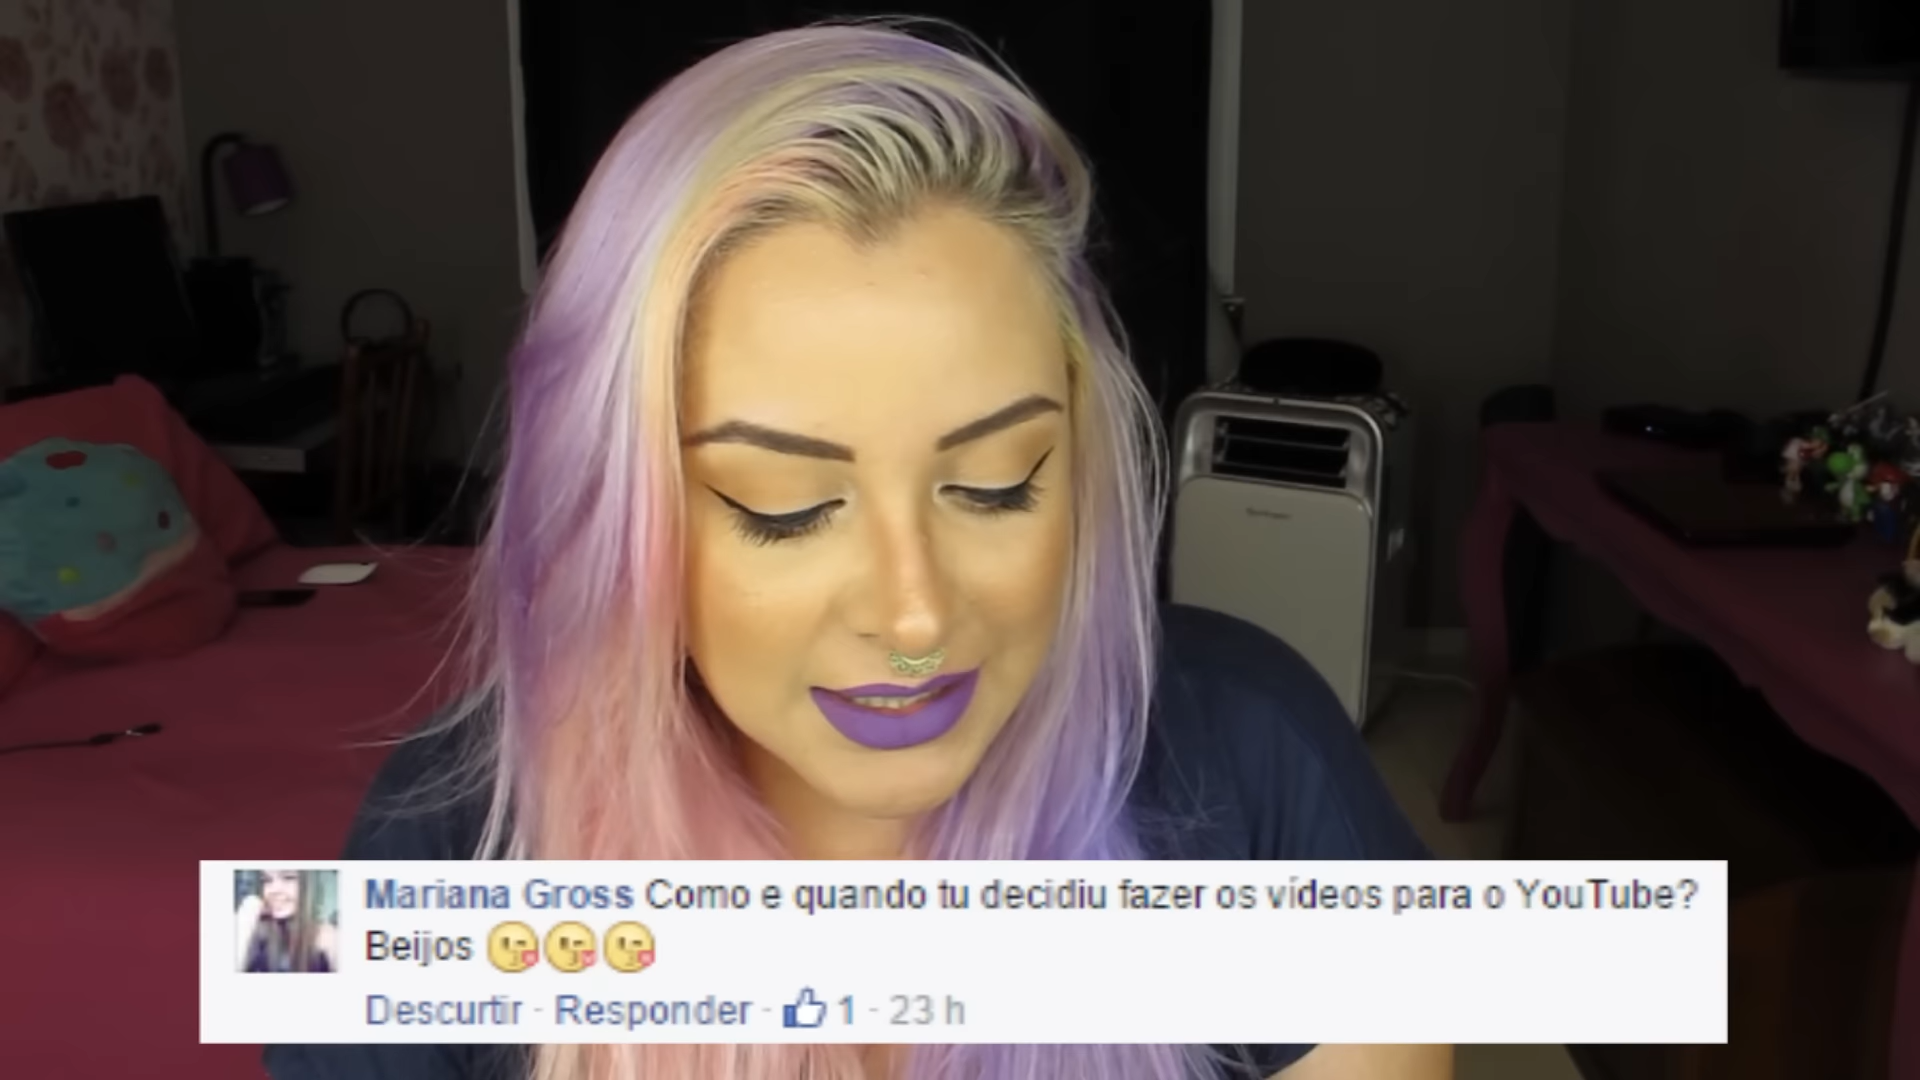 Mariana Gross Como e quando tu decidiu fazer os vídeos para o YouTube?
Beijos 😘😘😘
Descurtir · Responder · 1 · 23 h